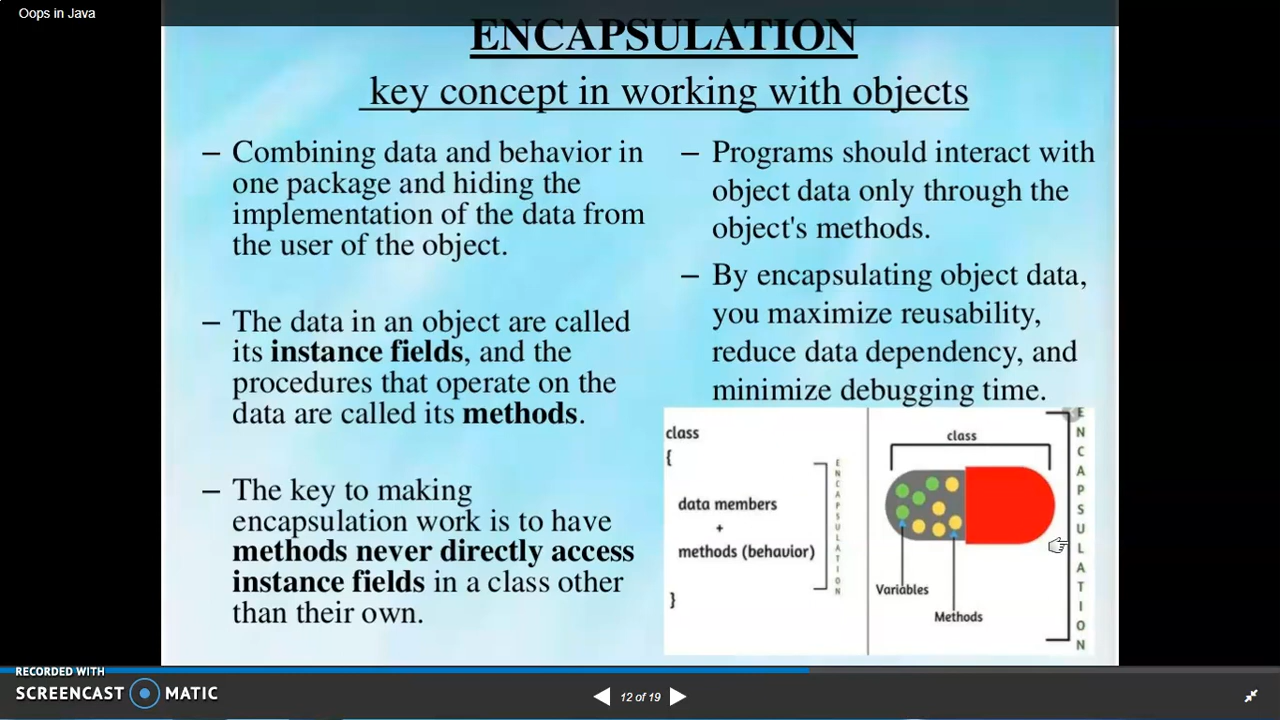 Oops in Java
ENCAPSULATION
key concept in working with objects
– Combining data and behavior in
one package and hiding the
implementation of the data from
the user of the object.
– The data in an object are called
its instance fields, and the
procedures that operate on the
data are called its methods.
– The key to making
encapsulation work is to have
methods never directly access
instance fields in a class other
than their own.
– Programs should interact with
object data only through the
object's methods.
– By encapsulating object data,
you maximize reusability,
reduce data dependency, and
minimize debugging time.
class
{
data members
+
methods (behavior)
}
ENCAPSULATION
class
Variables
Methods
ENCAPSULATION
RECORDED WITH
SCREENCAST MATIC
12 of 19